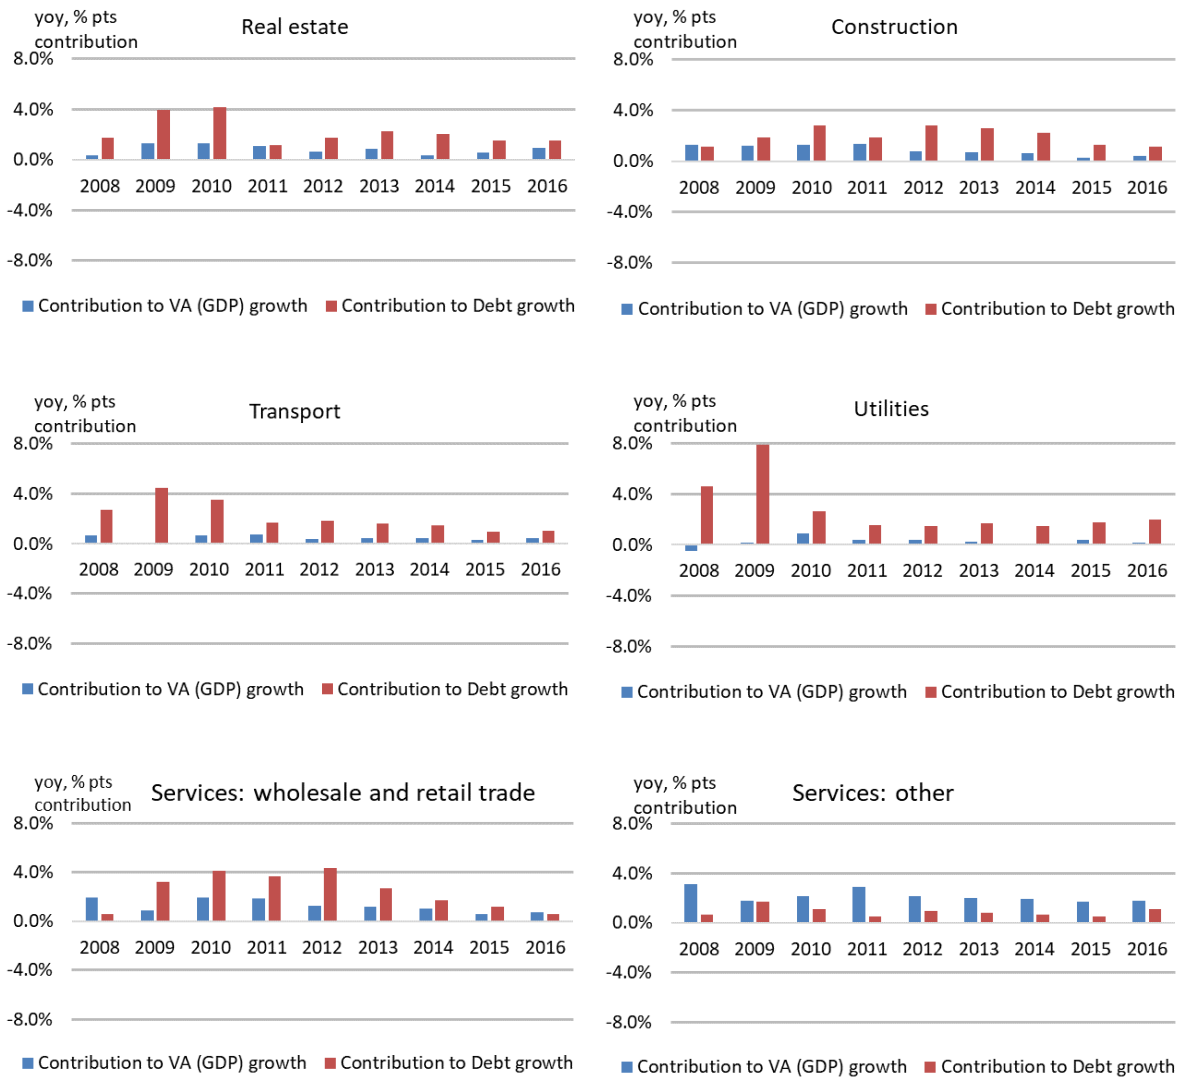 yoy, % pts
contribution
Real estate
8.0%
4.0%
0.0%
2008 2009 2010 2011 2012 2013 2014 2015 2016
-4.0%
-8.0%
Contribution to VA (GDP) growth Contribution to Debt growth
yoy, % pts
contribution
Construction
8.0%
4.0%
0.0%
2008 2009 2010 2011 2012 2013 2014 2015 2016
-4.0%
-8.0%
Contribution to VA (GDP) growth Contribution to Debt growth
yoy, % pts
contribution
Transport
8.0%
4.0%
0.0%
2008 2009 2010 2011 2012 2013 2014 2015 2016
-4.0%
-8.0%
Contribution to VA (GDP) growth Contribution to Debt growth
yoy, % pts
contribution
Utilities
8.0%
4.0%
0.0%
2008 2009 2010 2011 2012 2013 2014 2015 2016
-4.0%
-8.0%
Contribution to VA (GDP) growth Contribution to Debt growth
yoy, % pts
contribution
Services: wholesale and retail trade
8.0%
4.0%
0.0%
2008 2009 2010 2011 2012 2013 2014 2015 2016
-4.0%
-8.0%
Contribution to VA (GDP) growth Contribution to Debt growth
yoy, % pts
contribution
Services: other
8.0%
4.0%
0.0%
2008 2009 2010 2011 2012 2013 2014 2015 2016
-4.0%
-8.0%
Contribution to VA (GDP) growth Contribution to Debt growth